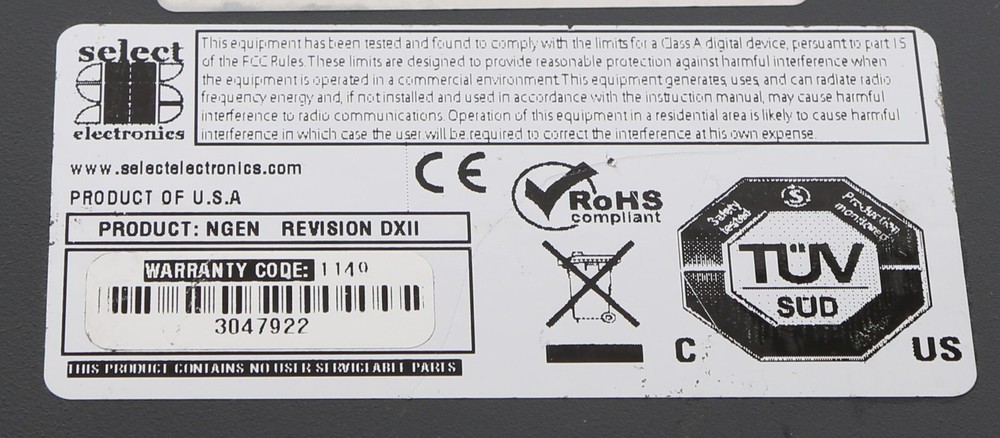 select
electronics
This equipment has been tested and found to comply with the limits for a Class A digital device, persuant to part 15
of the FCC Rules. These limits are designed to provide reasonable protection against harmful interference when
the equipment is operated in a commercial environment. This equipment generates, uses, and can radiate radio
frequency energy and, if not installed and used in accordance with the instruction manual, may cause harmful
interference to radio communications. Operation of this equipment in a residential area is likely to cause harmful
interference in which case the user will be required to correct the interference at his own expense.
www.selectelectronics.com
PRODUCT OF U.S.A
CE
RoHS
compliant
PRODUCT: NGEN REVISION DXII
WARRANTY CODE: 1149
3047922
THIS PRODUCT CONTAINS NO USER SERVICEABLE PARTS
S
Safety
tested
Production
monitored
TÜV
SÜD
C US